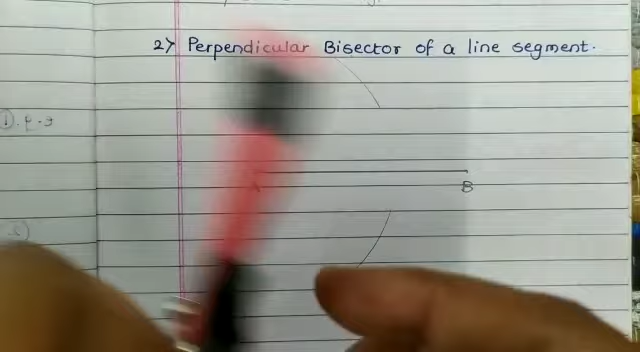 2) Perpendicular Bisector of a line segment.
A
B